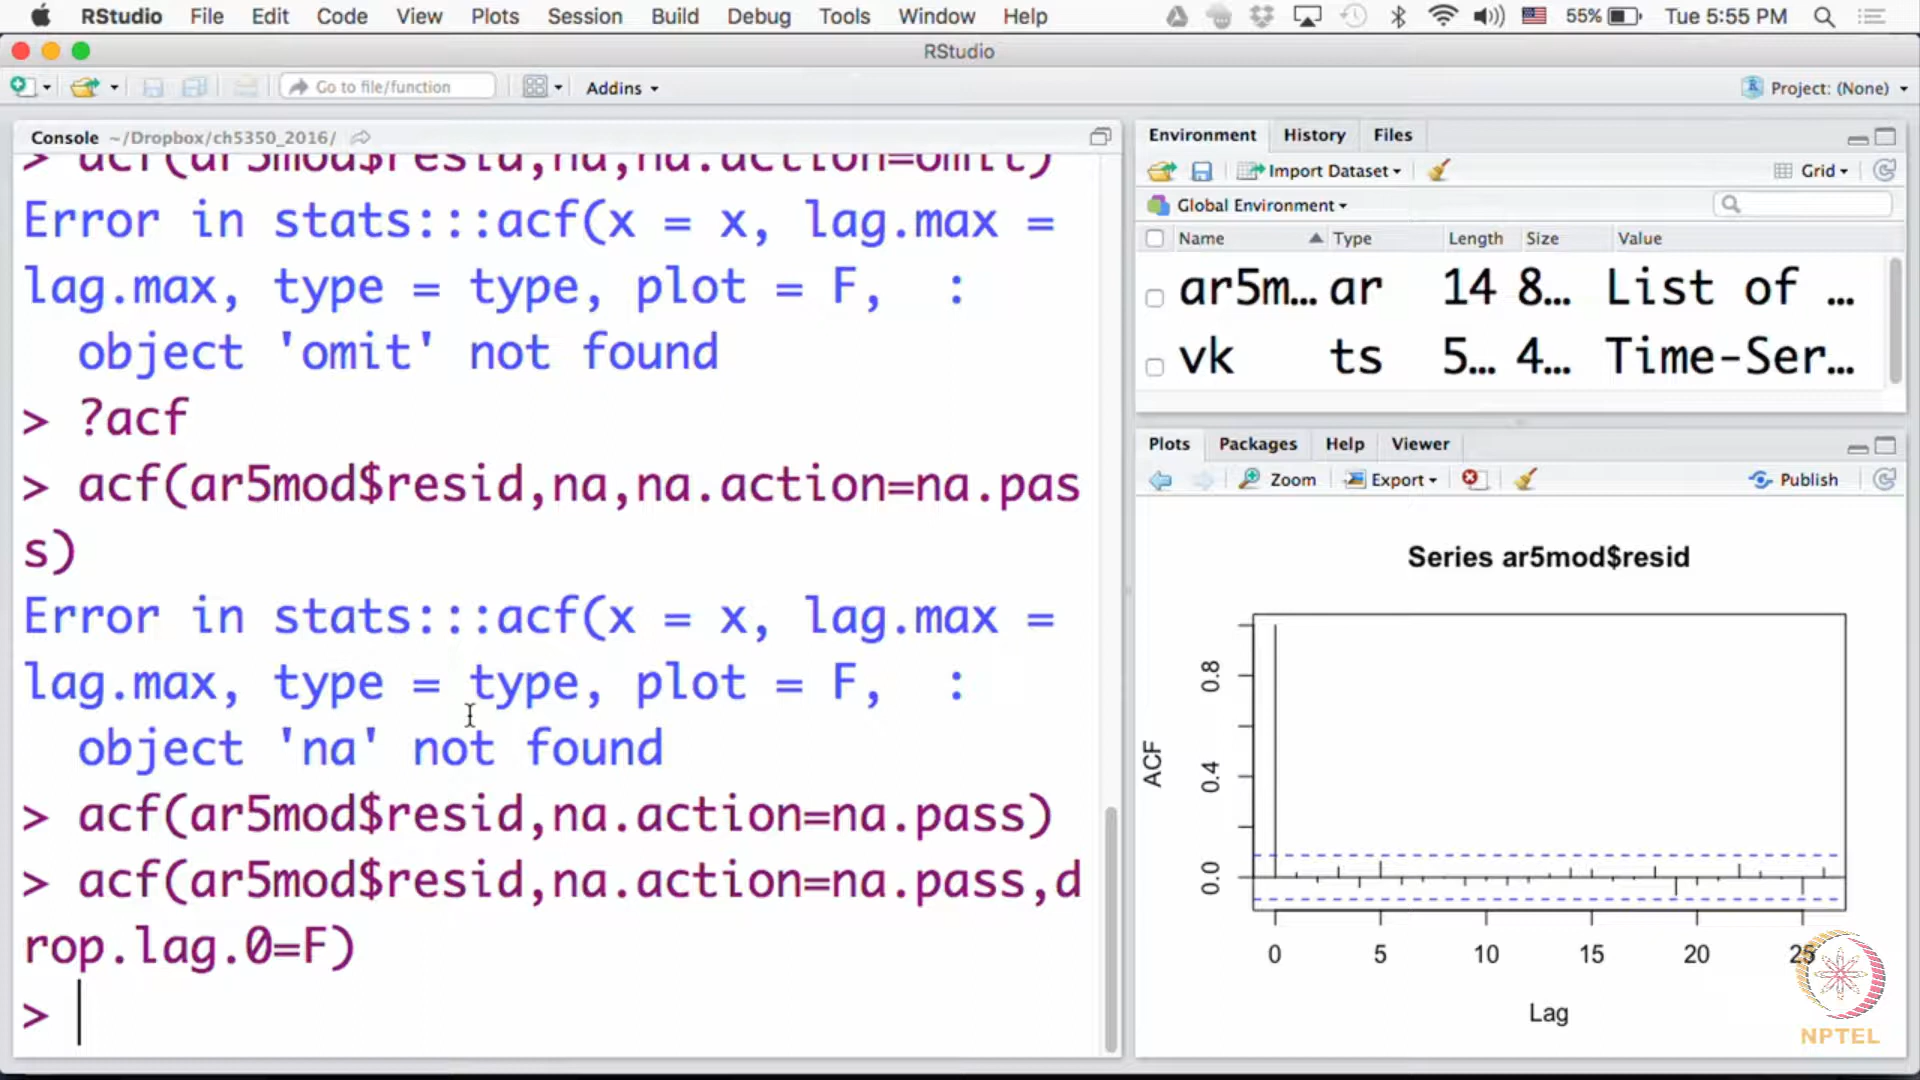 RStudio File Edit Code View Plots Session Build Debug Tools Window Help 55% Tue 5:55 PM
RStudio
Go to file/function Addins Project: (None)
Console ~/Dropbox/ch5350_2016/
> acf(ar5mod$resid,na,na.action=omit)
Error in stats:::acf(x = x, lag.max =
lag.max, type = type, plot = F,  :
object 'omit' not found
> ?acf
> acf(ar5mod$resid,na,na.action=na.pas
s)
Error in stats:::acf(x = x, lag.max =
lag.max, type = type, plot = F,  :
object 'na' not found
> acf(ar5mod$resid,na.action=na.pass)
> acf(ar5mod$resid,na.action=na.pass,d
rop.lag.0=F)
>
Environment History Files
Import Dataset Grid
Global Environment
Name Type Length Size Value
ar5m... ar 14 8... List of ...
vk ts 5... 4... Time-Ser...
Plots Packages Help Viewer
Zoom Export Publish
Series ar5mod$resid
ACF
0.8
0.4
0.0
0 5 10 15 20 25
Lag
NPTEL